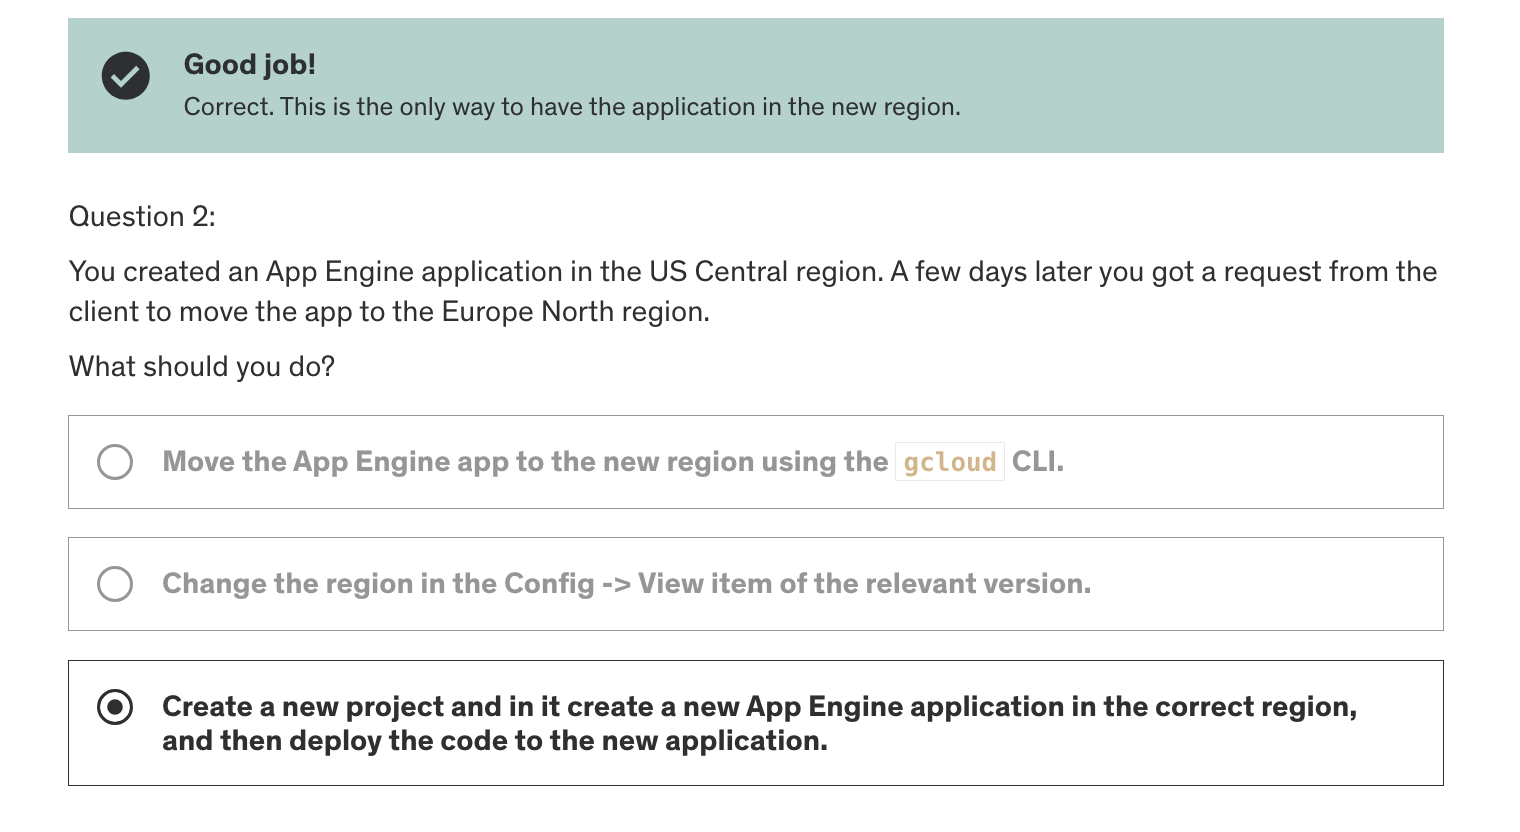 Good job!
Correct. This is the only way to have the application in the new region.
Question 2:
You created an App Engine application in the US Central region. A few days later you got a request from the
client to move the app to the Europe North region.
What should you do?
Move the App Engine app to the new region using the gcloud CLI.
Change the region in the Config -> View item of the relevant version.
Create a new project and in it create a new App Engine application in the correct region,
and then deploy the code to the new application.